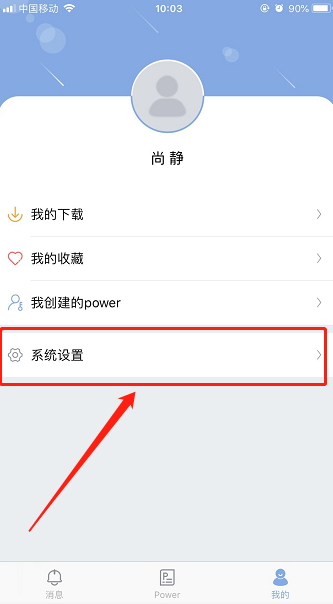 中国移动 10:03 90%
尚 静
我的下载
我的收藏
我创建的power
系统设置
消息 Power 我的